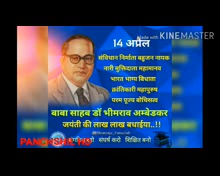 Made with KINEMASTER
14 अप्रैल
संविधान निर्माता बहुजन नायक
नारी मुक्तिदाता महामानव
भारत भाग्य विधाता
क्रांतिकारी महापुरुष
परम पूज्य बोधिसत्व
बाबा साहब डॉ भीमराव अम्बेडकर
जयंती की लाख लाख बधाईया..!!
संघर्ष करो शिक्षित बनो